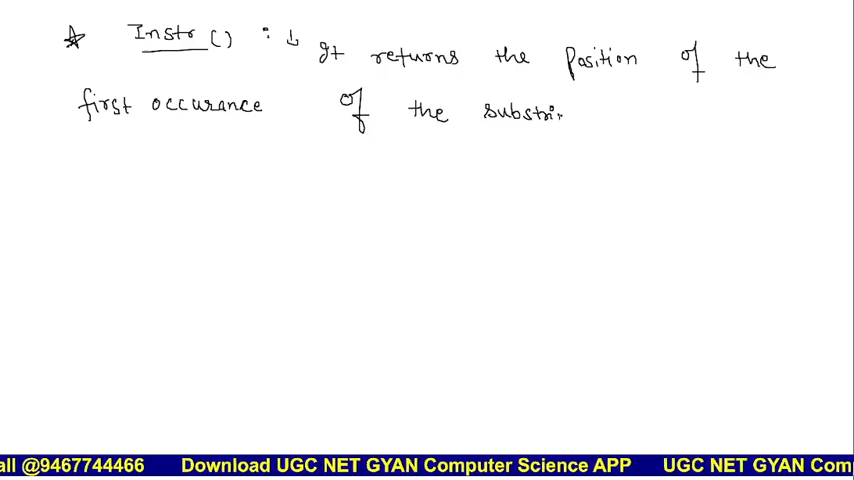 ☆ Instr() : ↓ It returns the position of the
first occurance of the substri
all @9467744466 Download UGC NET GYAN Computer Science APP UGC NET GYAN Com